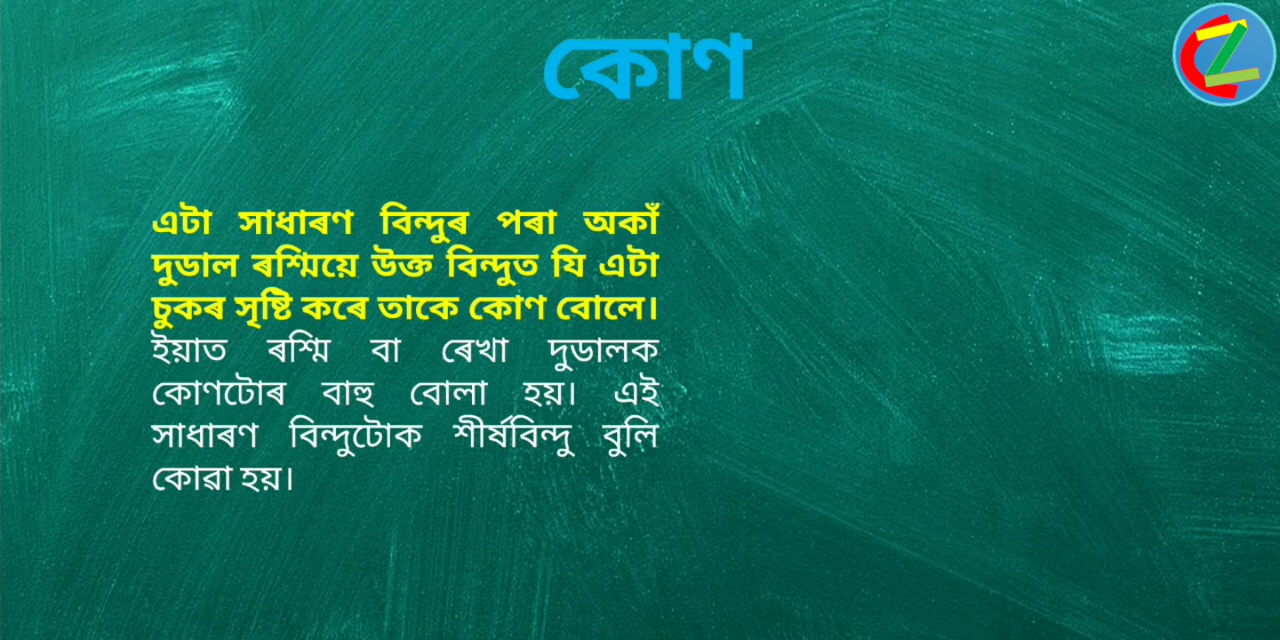 কোণ
এটা সাধাৰণ বিন্দুৰ পৰা অকাঁ
দুডাল ৰশ্মিয়ে উক্ত বিন্দুত যি এটা
চুকৰ সৃষ্টি কৰে তাকে কোণ বোলে।
ইয়াত ৰশ্মি বা ৰেখা দুডালক
কোণটোৰ বাহু বোলা হয়। এই
সাধাৰণ বিন্দুটোক শীৰ্ষবিন্দু বুলি
কোৱা হয়।